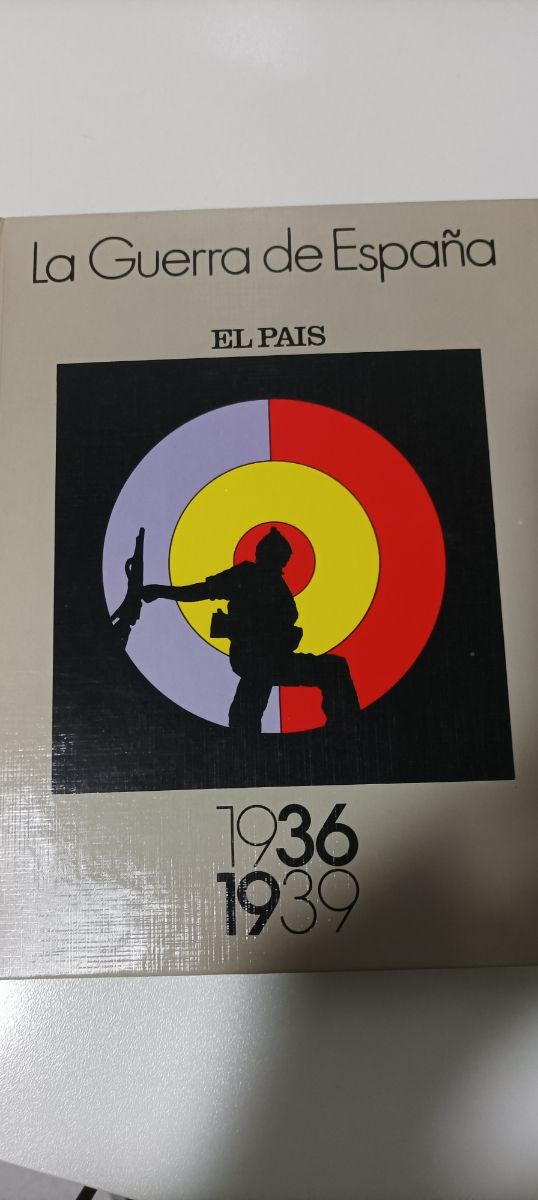 La Guerra de España
EL PAIS
1936
1939